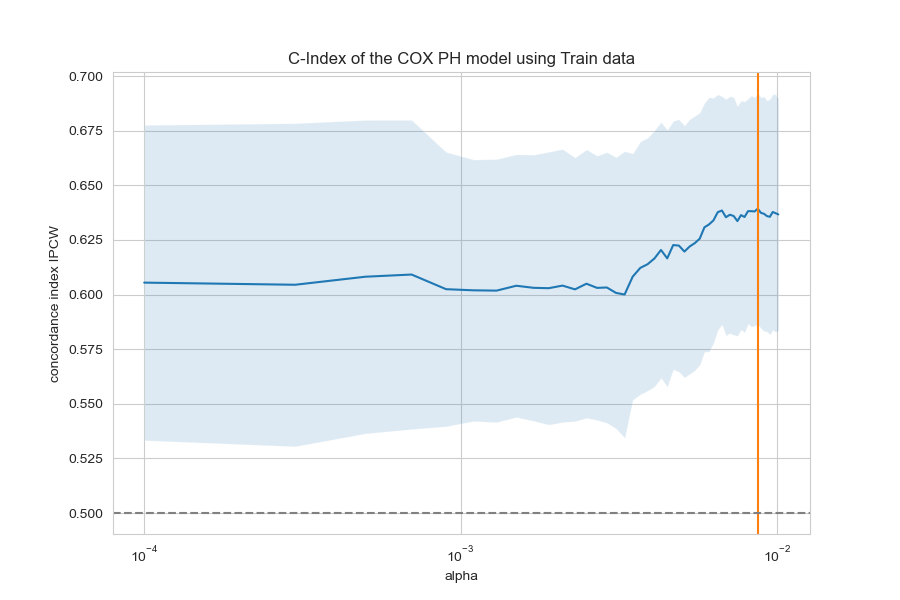 C-Index of the COX PH model using Train data
concordance index IPCW
0.700
0.675
0.650
0.625
0.600
0.575
0.550
0.525
0.500
10⁻⁴ 10⁻³ 10⁻²
alpha